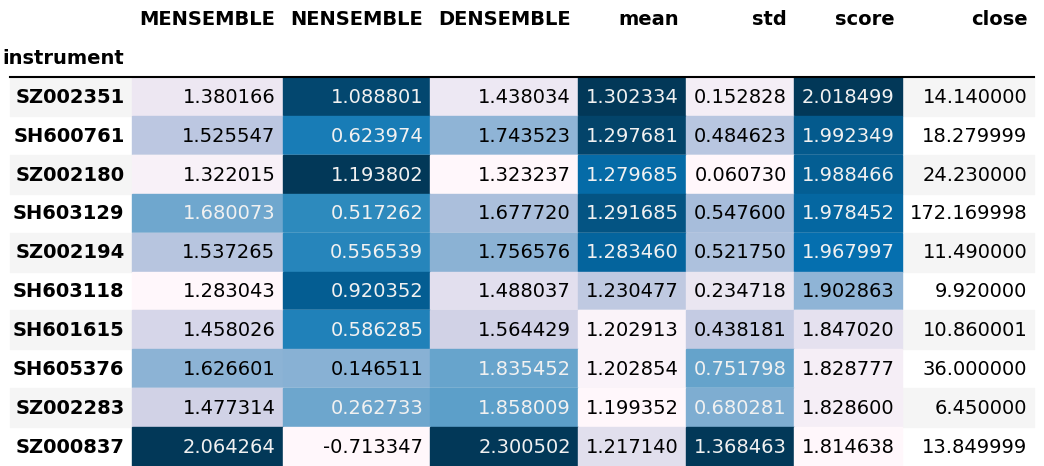 MENSEMBLE NENSEMBLE DENSEMBLE mean std score close
instrument
SZ002351 1.380166 1.088801 1.438034 1.302334 0.152828 2.018499 14.140000
SH600761 1.525547 0.623974 1.743523 1.297681 0.484623 1.992349 18.279999
SZ002180 1.322015 1.193802 1.323237 1.279685 0.060730 1.988466 24.230000
SH603129 1.680073 0.517262 1.677720 1.291685 0.547600 1.978452 172.169998
SZ002194 1.537265 0.556539 1.756576 1.283460 0.521750 1.967997 11.490000
SH603118 1.283043 0.920352 1.488037 1.230477 0.234718 1.902863 9.920000
SH601615 1.458026 0.586285 1.564429 1.202913 0.438181 1.847020 10.860001
SH605376 1.626601 0.146511 1.835452 1.202854 0.751798 1.828777 36.000000
SZ002283 1.477314 0.262733 1.858009 1.199352 0.680281 1.828600 6.450000
SZ000837 2.064264 -0.713347 2.300502 1.217140 1.368463 1.814638 13.849999